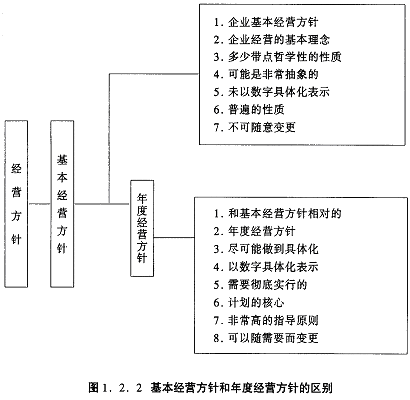 1. 企业基本经营方针
2. 企业经营的基本理念
3. 多少带点哲学性的性质
4. 可能是非常抽象的
5. 未以数字具体化表示
6. 普遍的性质
7. 不可随意变更
经营方针
基本经营方针
年度经营方针
1. 和基本经营方针相对的
2. 年度经营方针
3. 尽可能做到具体化
4. 以数字具体化表示
5. 需要彻底实行的
6. 计划的核心
7. 非常高的指导原则
8. 可以随需要而变更
图 1. 2. 2 基本经营方针和年度经营方针的区别